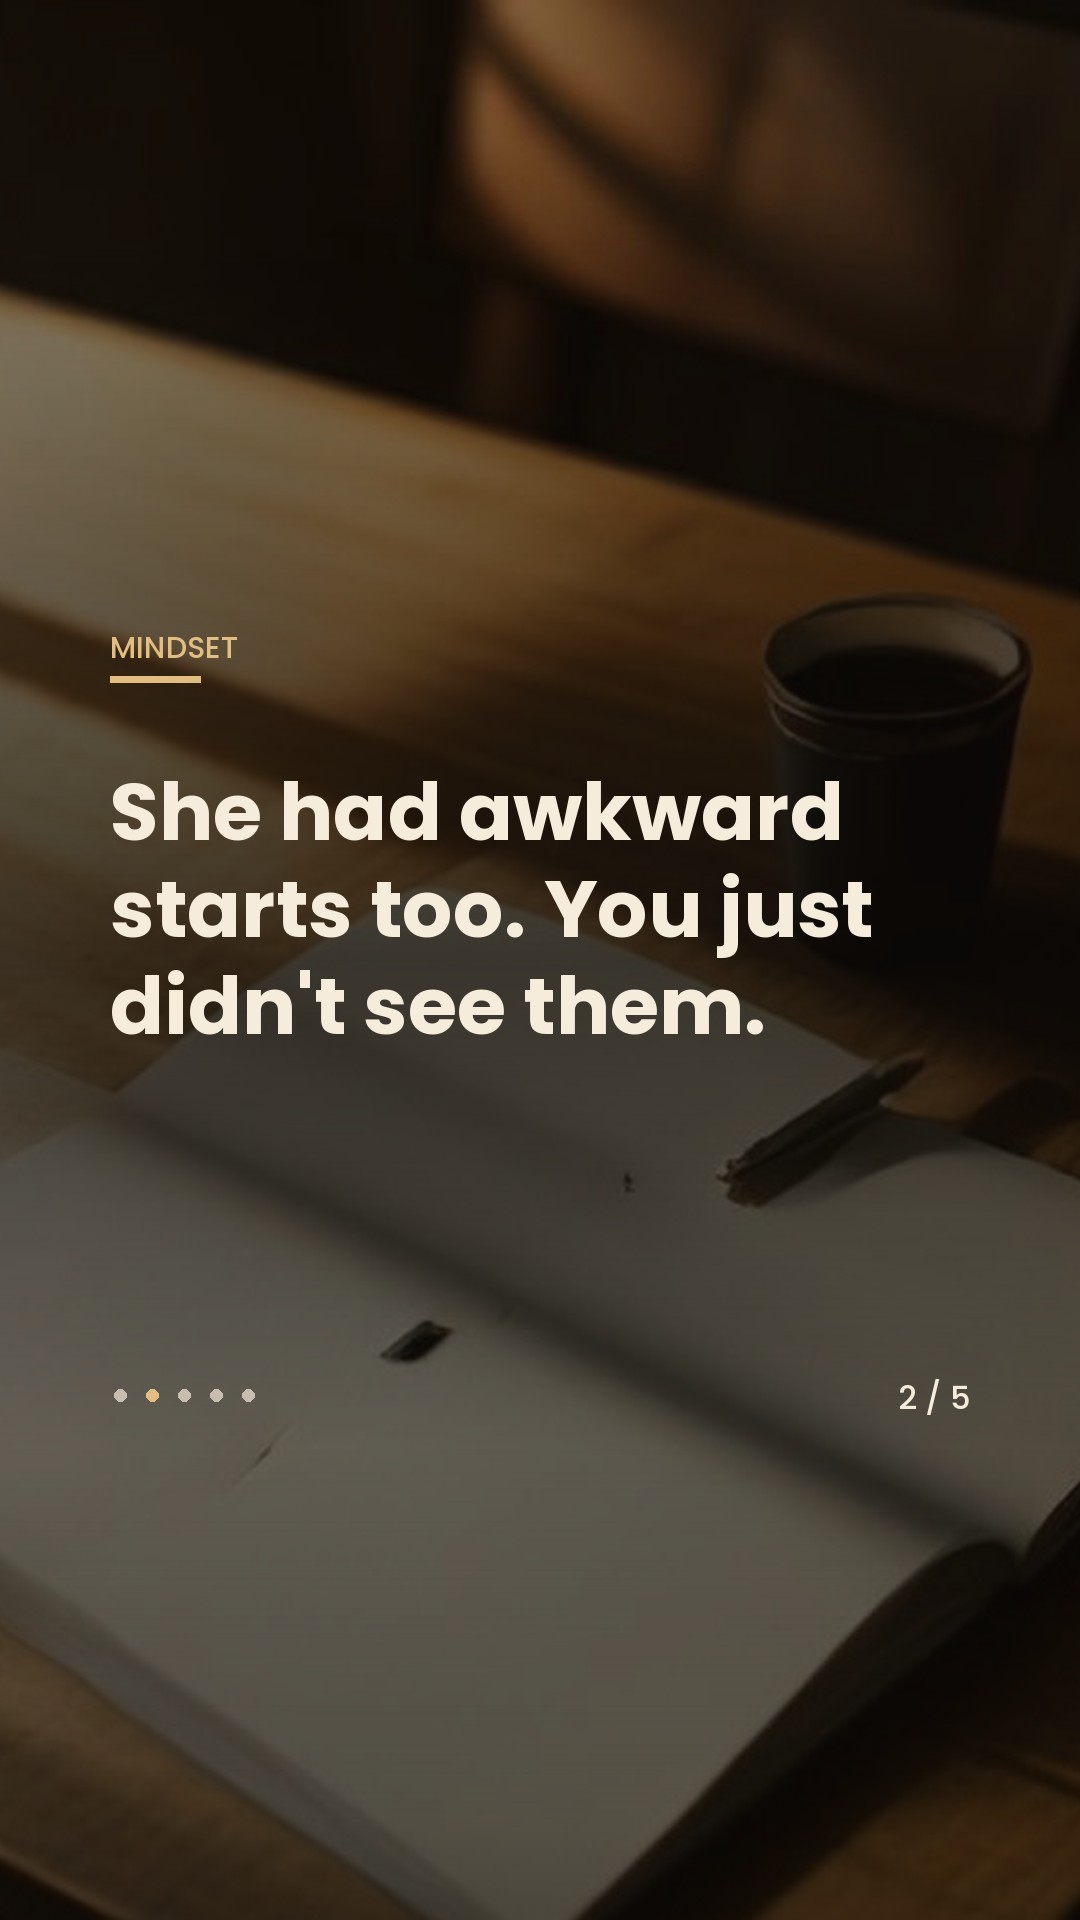 MINDSET
She had awkward
starts too. You just
didn't see them.
2 / 5